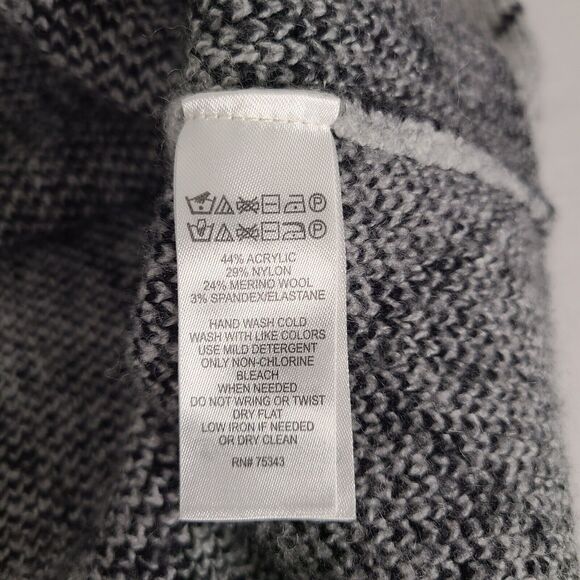 44% ACRYLIC
29% NYLON
24% MERINO WOOL
3% SPANDEX/ELASTANE
HAND WASH COLD
WASH WITH LIKE COLORS
USE MILD DETERGENT
ONLY NON-CHLORINE
BLEACH
WHEN NEEDED
DO NOT WRING OR TWIST
DRY FLAT
LOW IRON IF NEEDED
OR DRY CLEAN
RN# 75343